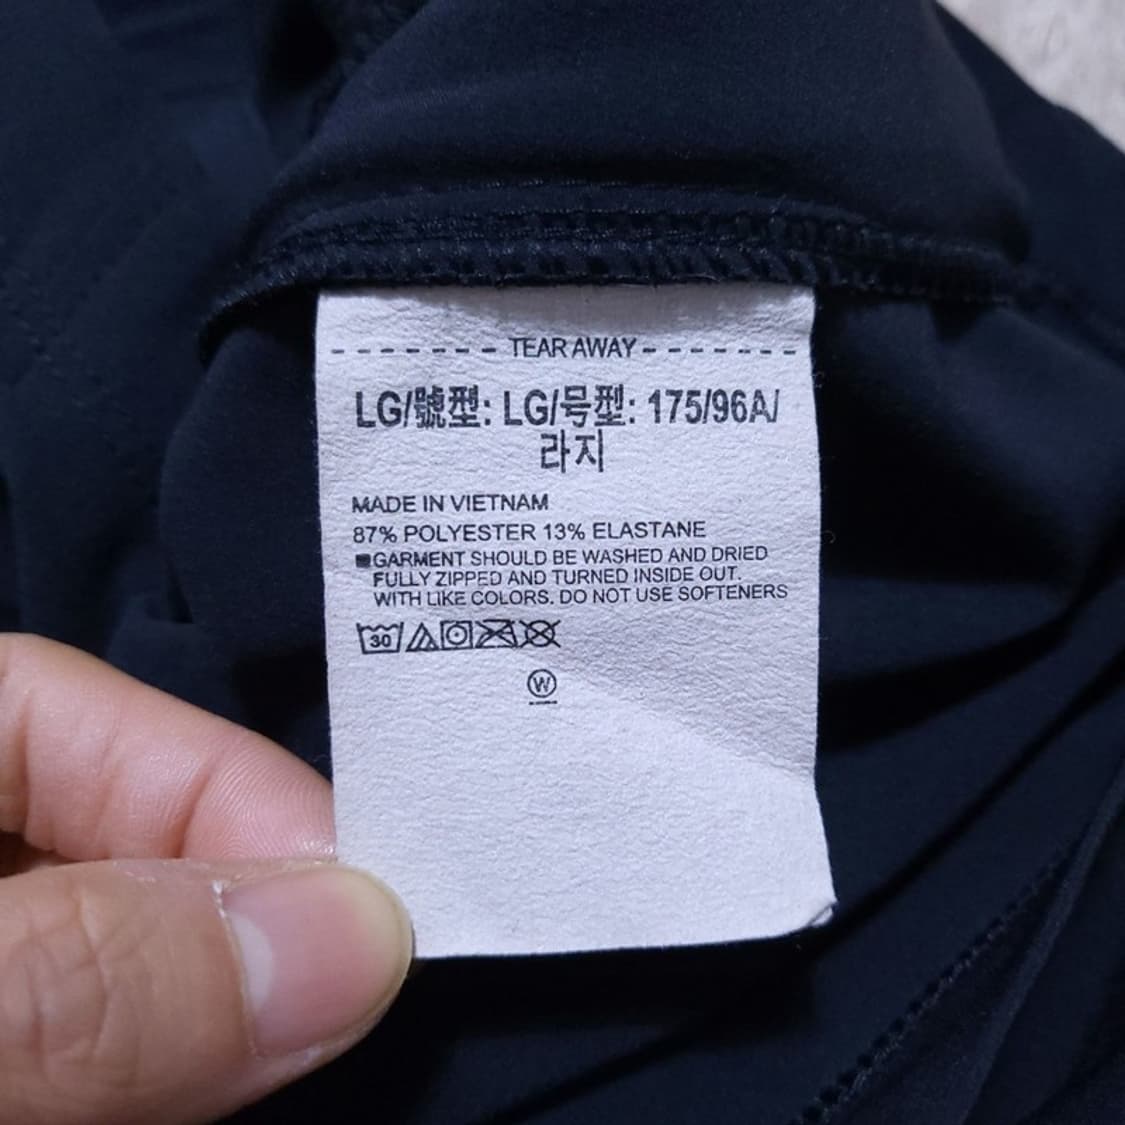 TEAR AWAY
LG/號型: LG/号型: 175/96A/
라지
MADE IN VIETNAM
87% POLYESTER 13% ELASTANE
GARMENT SHOULD BE WASHED AND DRIED
FULLY ZIPPED AND TURNED INSIDE OUT.
WITH LIKE COLORS. DO NOT USE SOFTENERS
30
W